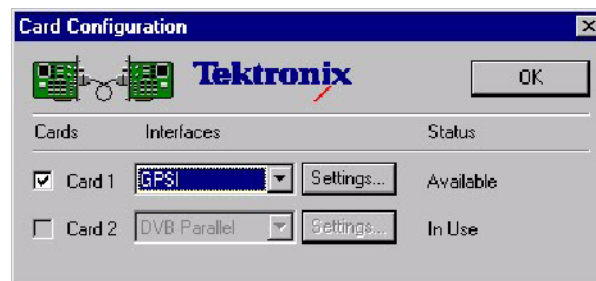 Card Configuration
Tektronix
OK
Cards Interfaces Status
Card 1 GPSI Settings... Available
Card 2 DVB Parallel Settings... In Use